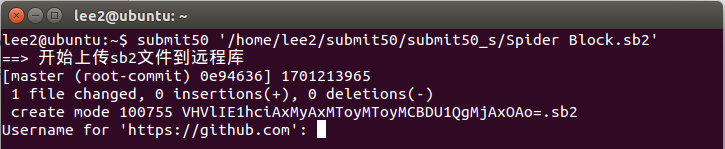 lee2@ubuntu: ~
lee2@ubuntu:~$ submit50 '/home/lee2/submit50/submit50_s/Spider Block.sb2'
==> 开始上传sb2文件到远程库
[master (root-commit) 0e94636] 1701213965
 1 file changed, 0 insertions(+), 0 deletions(-)
 create mode 100755 VHVlIE1hciAxMyAxMToyMToyMCBDU1QgMjAxOAo=.sb2
Username for 'https://github.com':